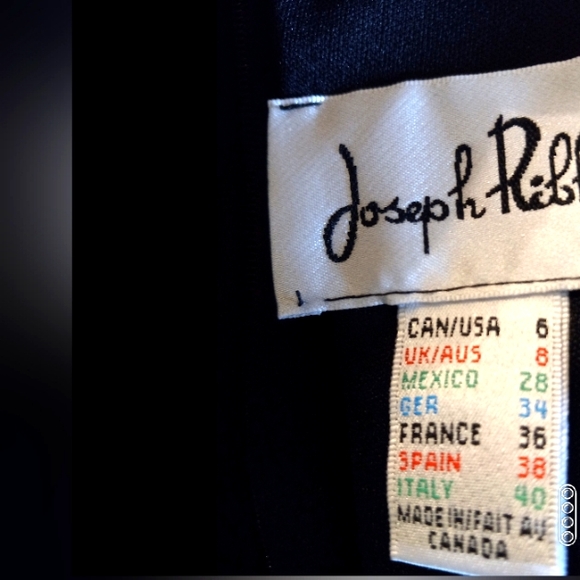 Joseph Ribk
CAN/USA 6
UK/AUS 8
MEXICO 28
GER 34
FRANCE 36
SPAIN 38
ITALY 40
MADE IN/FAIT AU
CANADA